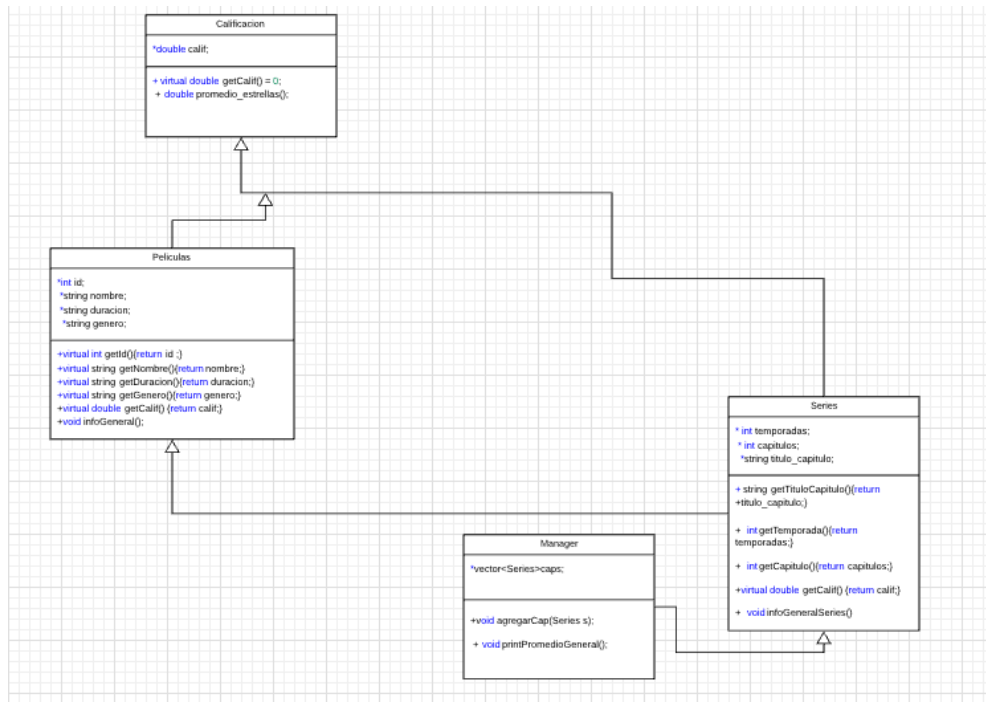 Calificacion
*double calif;
+ virtual double getCalif() = 0;
+ double promedio_estrellas();
Peliculas
*int id;
*string nombre;
*string duracion;
*string genero;
+virtual int getId(){return id ;}
+virtual string getNombre(){return nombre;}
+virtual string getDuracion(){return duracion;}
+virtual string getGenero(){return genero;}
+virtual double getCalif() {return calif;}
+void infoGeneral();
Series
* int temporadas;
* int capitulos;
*string titulo_capitulo;
+ string getTituloCapitulo(){return
+titulo_capitulo;}
+ int getTemporada(){return
temporadas;}
+ int getCapitulo(){return capitulos;}
+virtual double getCalif() {return calif;}
+ void infoGeneralSeries()
Manager
*vector<Series>caps;
+void agregarCap(Series s);
+ void printPromedioGeneral();